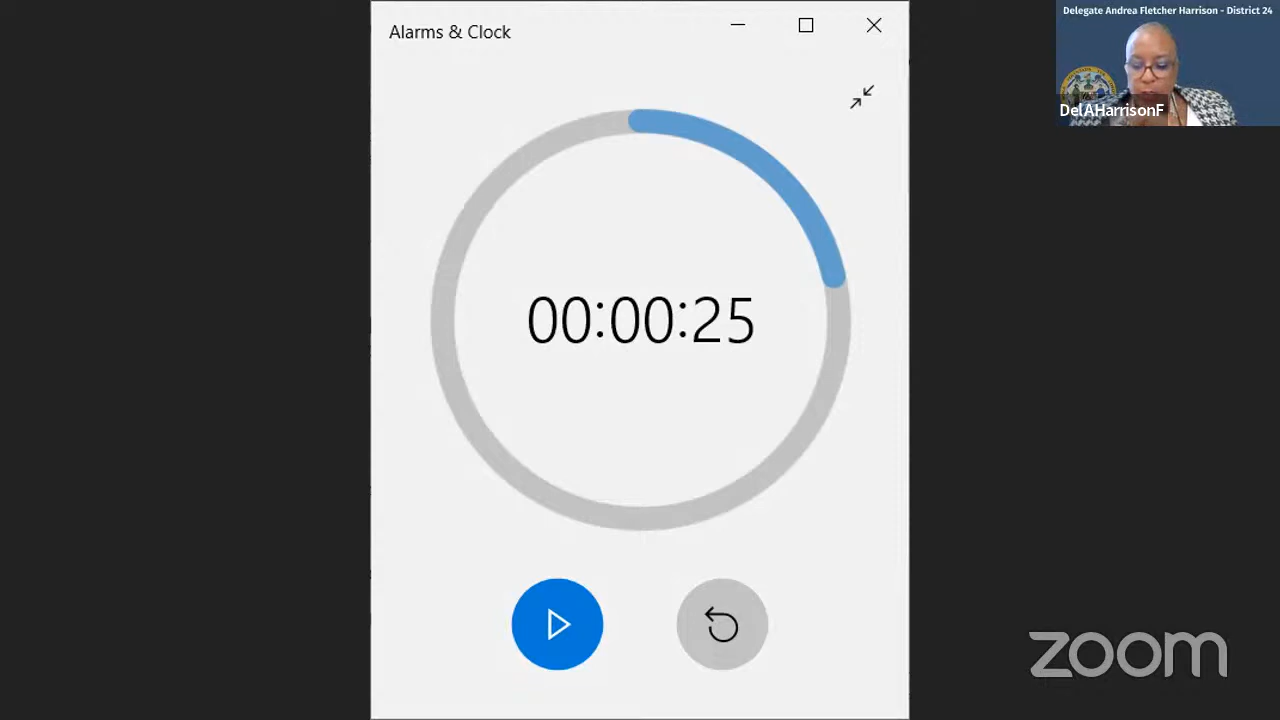 Alarms & Clock
Delegate Andrea Fletcher Harrison - District 24
DelAHarrisonF
00:00:25
zoom